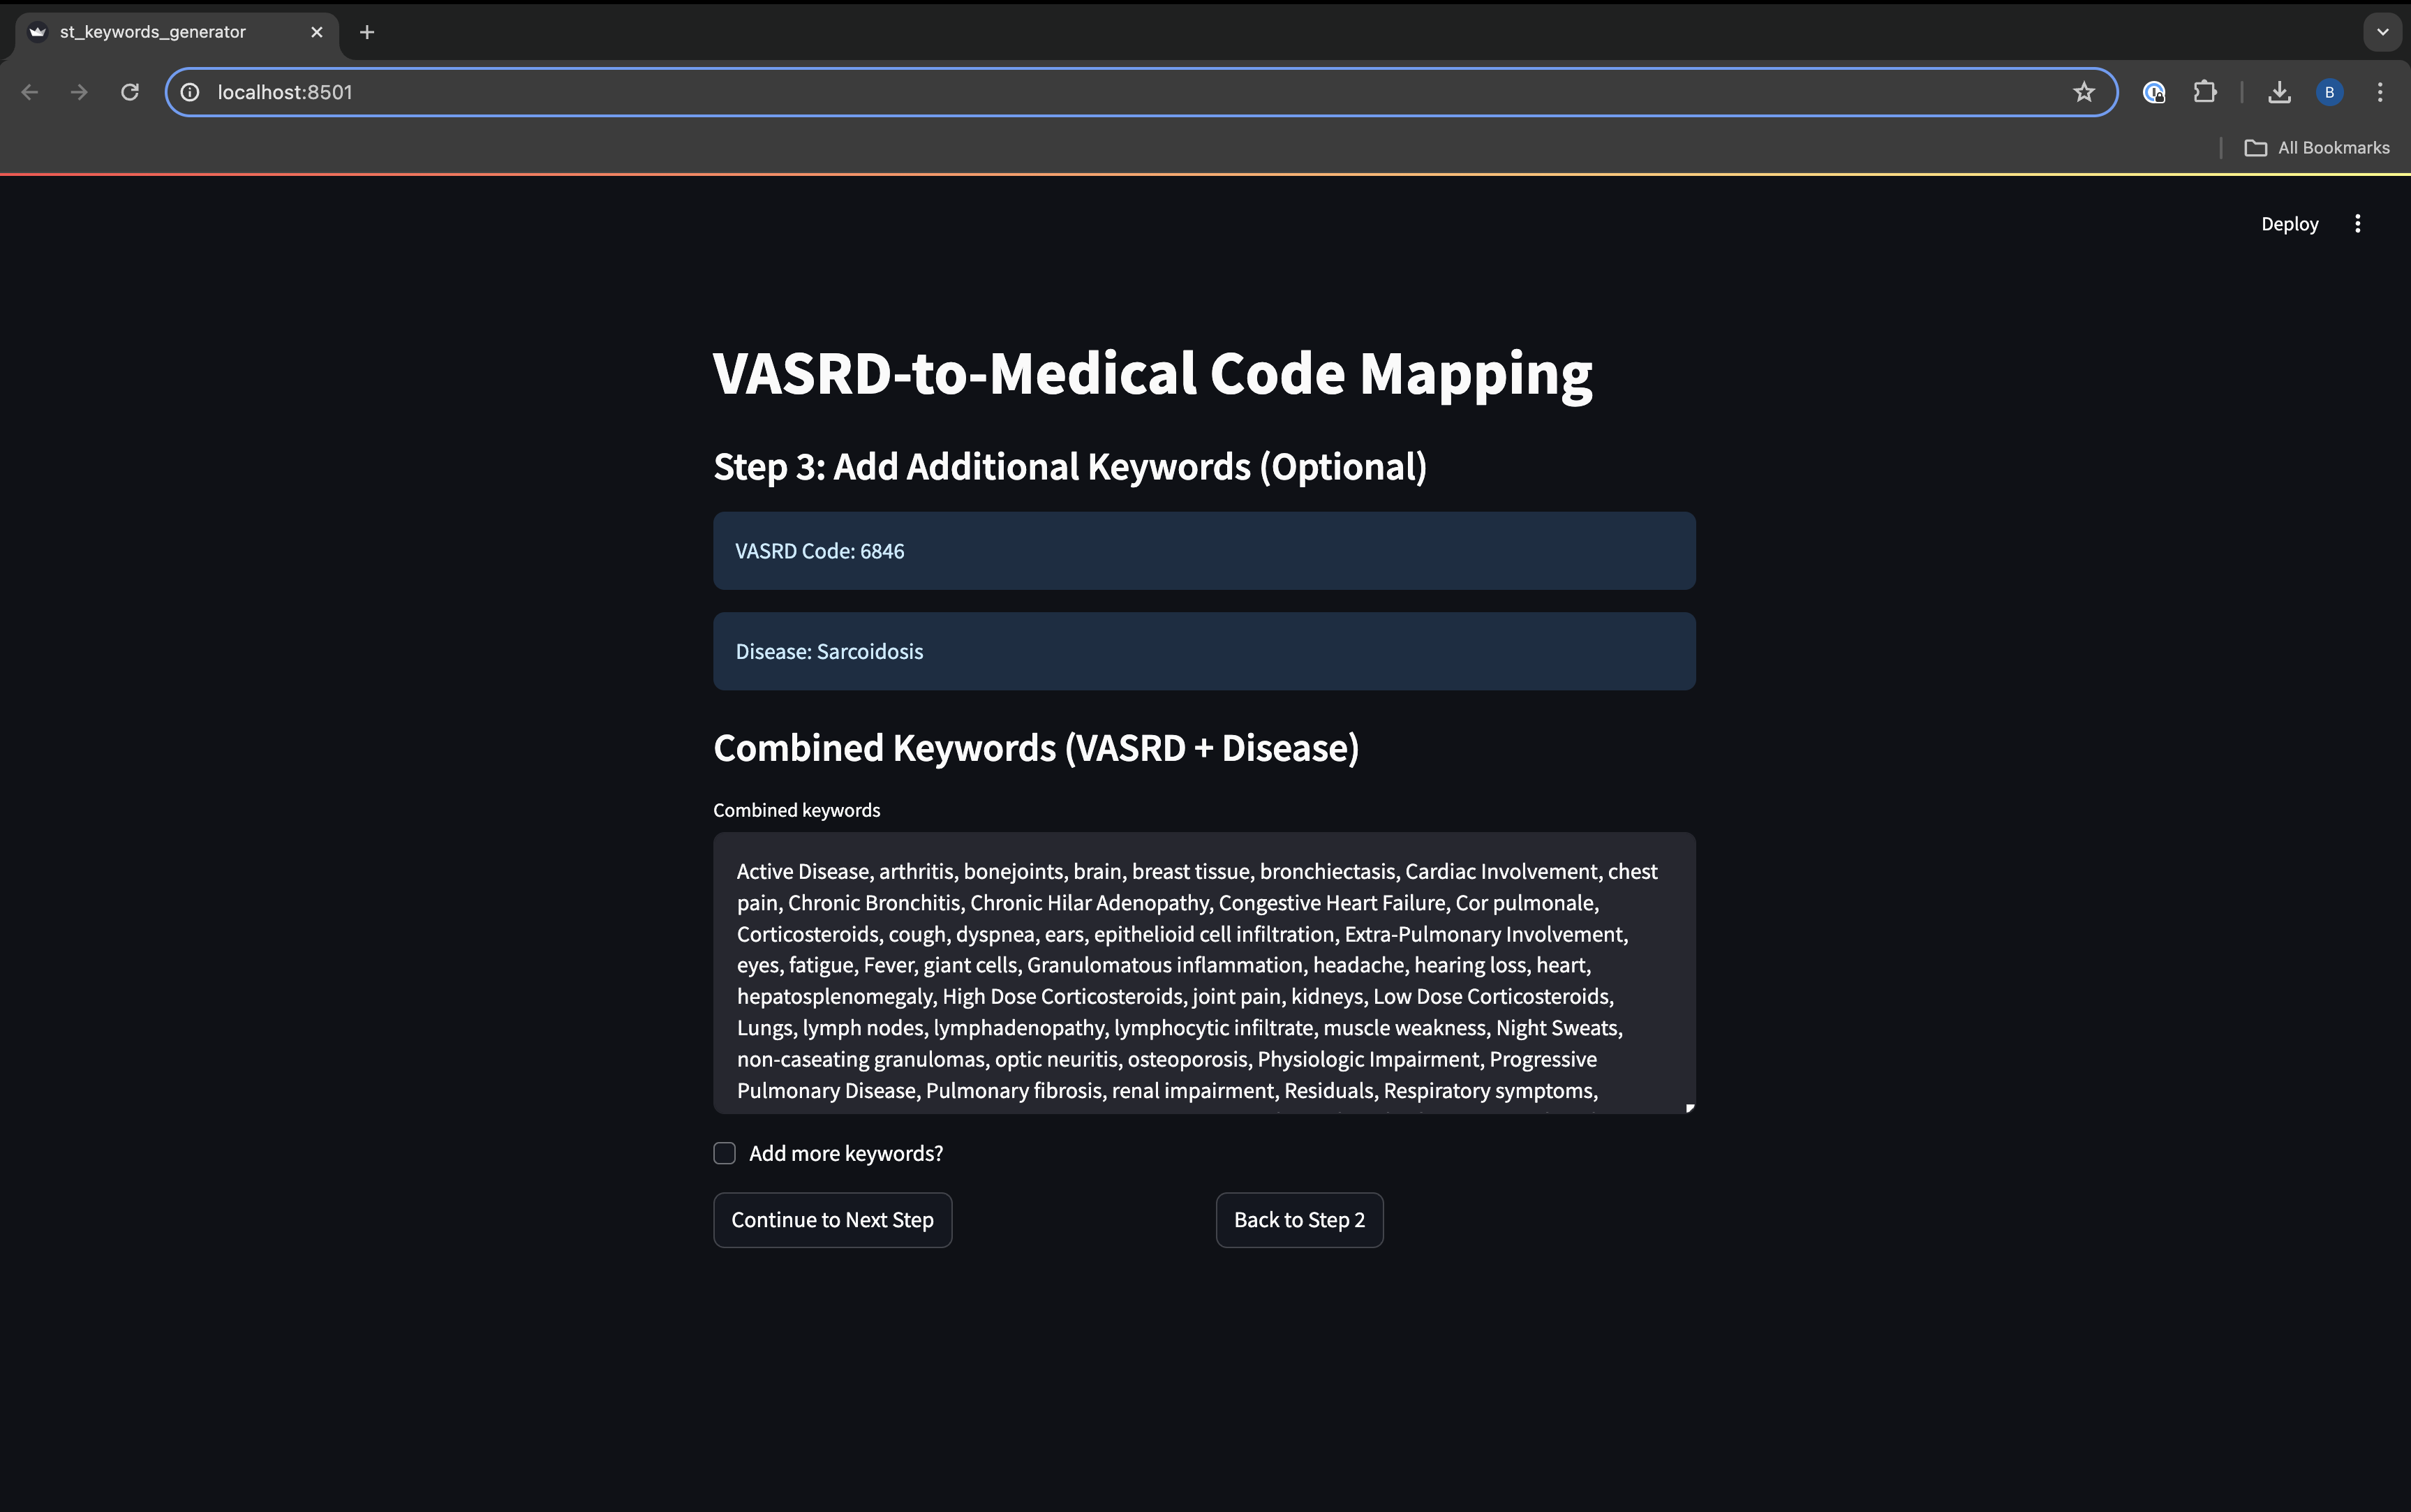 st_keywords_generator
localhost:8501
B
All Bookmarks
Deploy
VASRD-to-Medical Code Mapping
Step 3: Add Additional Keywords (Optional)
VASRD Code: 6846
Disease: Sarcoidosis
Combined Keywords (VASRD + Disease)
Combined keywords
Active Disease, arthritis, bonejoints, brain, breast tissue, bronchiectasis, Cardiac Involvement, chest
pain, Chronic Bronchitis, Chronic Hilar Adenopathy, Congestive Heart Failure, Cor pulmonale,
Corticosteroids, cough, dyspnea, ears, epithelioid cell infiltration, Extra-Pulmonary Involvement,
eyes, fatigue, Fever, giant cells, Granulomatous inflammation, headache, hearing loss, heart,
hepatosplenomegaly, High Dose Corticosteroids, joint pain, kidneys, Low Dose Corticosteroids,
Lungs, lymph nodes, lymphadenopathy, lymphocytic infiltrate, muscle weakness, Night Sweats,
non-caseating granulomas, optic neuritis, osteoporosis, Physiologic Impairment, Progressive
Pulmonary Disease, Pulmonary fibrosis, renal impairment, Residuals, Respiratory symptoms,
Add more keywords?
Continue to Next Step
Back to Step 2